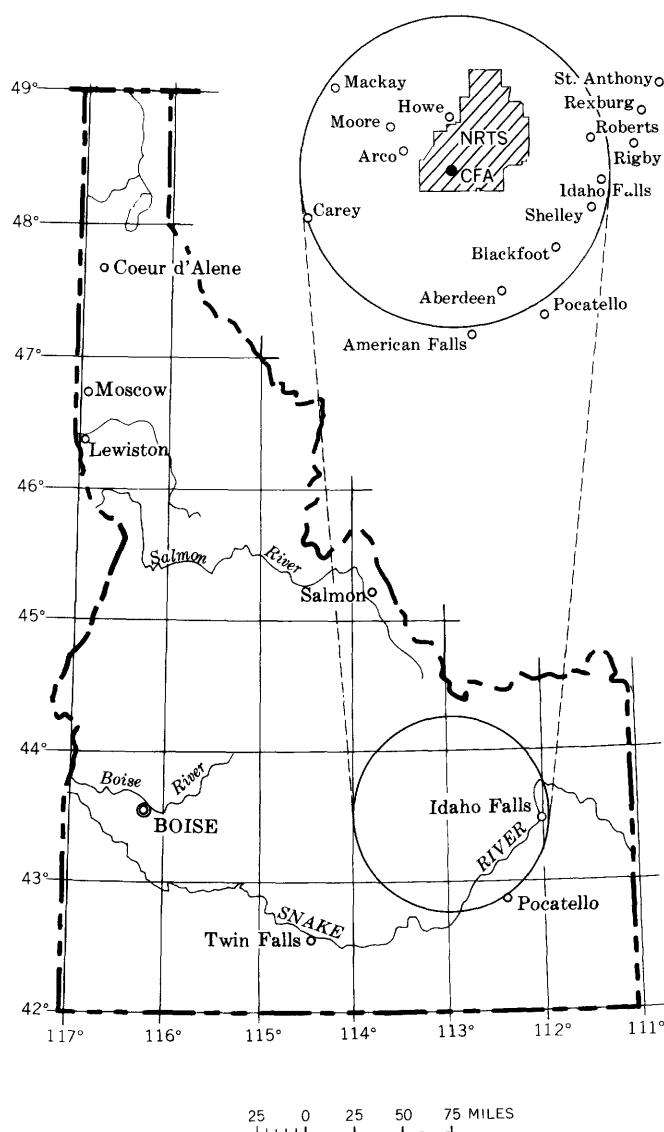 49°
Mackay
St. Anthony
Howe
Rexburg
Moore
Roberts
NRTS
Arco
Rigby
CFA
Idaho Falls
Carey
Shelley
48°
Blackfoot
Coeur d'Alene
Aberdeen
Pocatello
American Falls
47°
Moscow
Lewiston
46°
Salmon River
Salmon
45°
44°
Boise River
Idaho Falls
BOISE
SNAKE RIVER
43°
Pocatello
Twin Falls
42°
117° 116° 115° 114° 113° 112° 111°
25 0 25 50 75 MILES